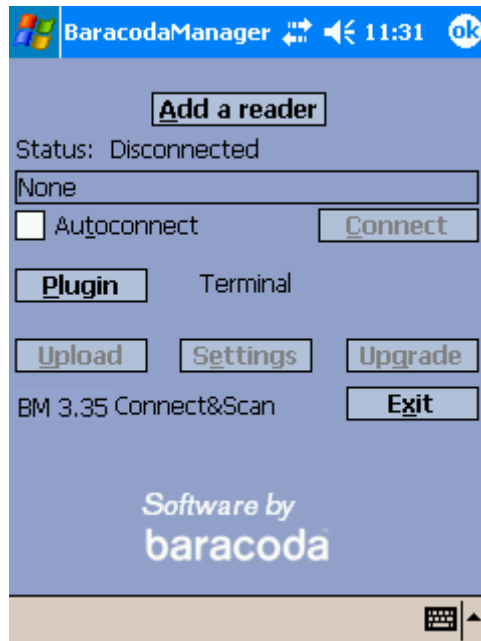 BaracodaManager 11:31 ok
Add a reader
Status: Disconnected
None
Autoconnect Connect
Plugin Terminal
Upload Settings Upgrade
BM 3.35 Connect&Scan Exit
Software by
baracoda